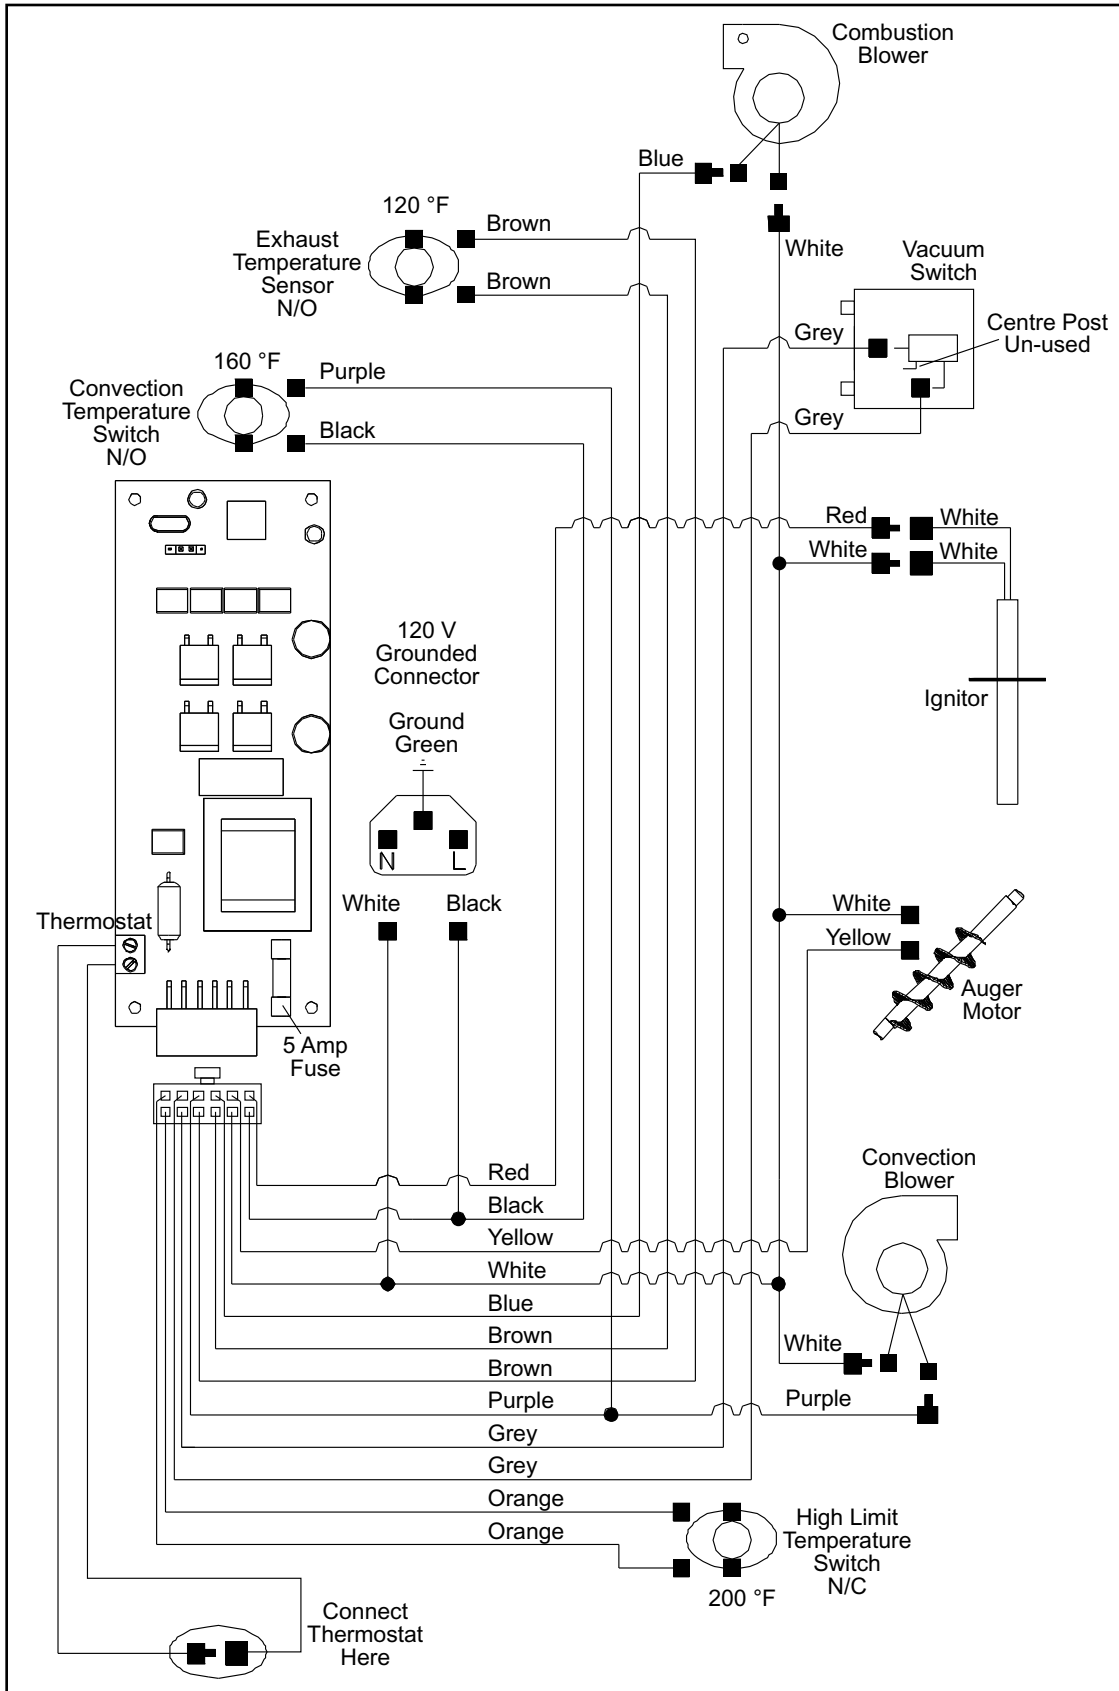 Combustion
Blower
Blue
White
120 °F
Exhaust
Temperature
Sensor
N/O
Brown
Brown
Vacuum
Switch
Grey
Centre Post
Un-used
Grey
160 °F
Convection
Temperature
Switch
N/O
Purple
Black
Red
White
White
White
Ignitor
120 V
Grounded
Connector
Ground
Green
N
L
White
Black
Thermostat
5 Amp
Fuse
White
Yellow
Auger
Motor
Red
Black
Yellow
White
Blue
Brown
Brown
Purple
Grey
Grey
Orange
Orange
Convection
Blower
White
Purple
High Limit
Temperature
Switch
N/C
200 °F
Connect
Thermostat
Here